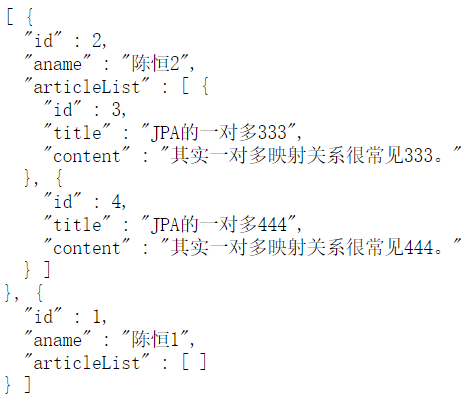 [ {
  "id" : 2,
  "aname" : "陈恒2",
  "articleList" : [ {
    "id" : 3,
    "title" : "JPA的一对多333",
    "content" : "其实一对多映射关系很常见333。"
  }, {
    "id" : 4,
    "title" : "JPA的一对多444",
    "content" : "其实一对多映射关系很常见444。"
  } ]
}, {
  "id" : 1,
  "aname" : "陈恒1",
  "articleList" : [ ]
} ]